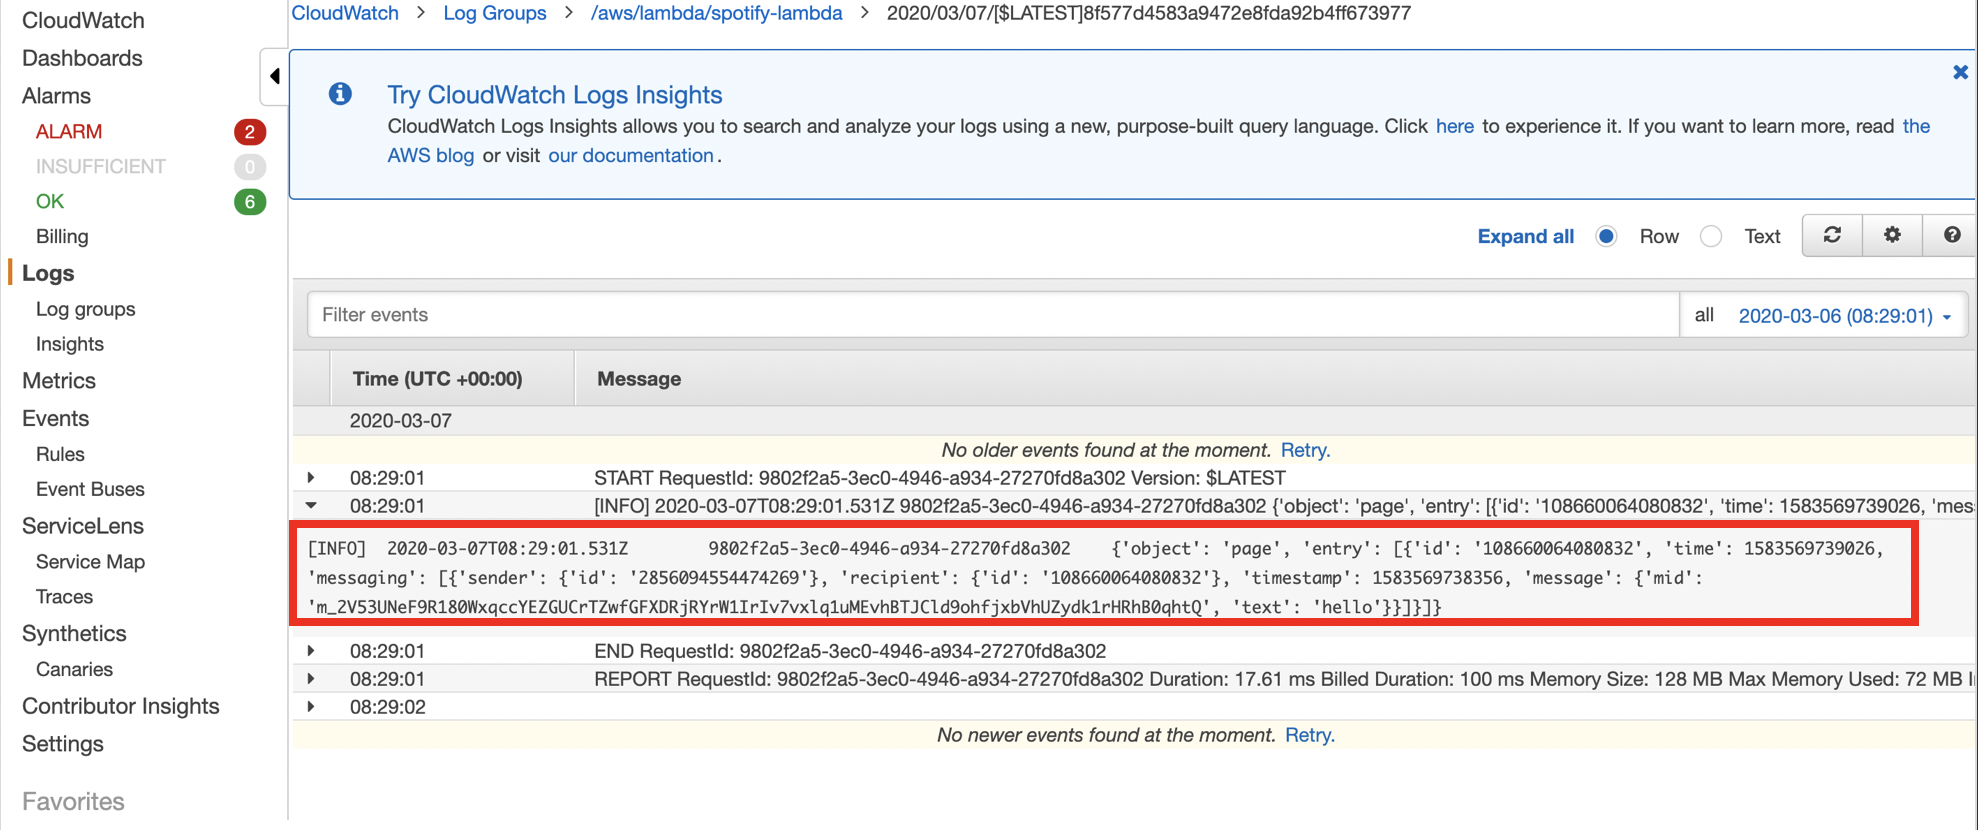 CloudWatch
Dashboards
Alarms
ALARM 2
INSUFFICIENT 0
OK 6
Billing
Logs
Log groups
Insights
Metrics
Events
Rules
Event Buses
ServiceLens
Service Map
Traces
Synthetics
Canaries
Contributor Insights
Settings
Favorites
CloudWatch > Log Groups > /aws/lambda/spotify-lambda > 2020/03/07/[$LATEST]8f577d4583a9472e8fda92b4ff673977
Try CloudWatch Logs Insights
CloudWatch Logs Insights allows you to search and analyze your logs using a new, purpose-built query language. Click here to experience it. If you want to learn more, read the
AWS blog or visit our documentation.
Expand all Row Text
Filter events all 2020-03-06 (08:29:01)
Time (UTC +00:00) Message
2020-03-07
No older events found at the moment. Retry.
08:29:01 START RequestId: 9802f2a5-3ec0-4946-a934-27270fd8a302 Version: $LATEST
08:29:01 [INFO] 2020-03-07T08:29:01.531Z 9802f2a5-3ec0-4946-a934-27270fd8a302 {'object': 'page', 'entry': [{'id': '108660064080832', 'time': 1583569739026, 'mes
[INFO] 2020-03-07T08:29:01.531Z 9802f2a5-3ec0-4946-a934-27270fd8a302 {'object': 'page', 'entry': [{'id': '108660064080832', 'time': 1583569739026,
'messaging': [{'sender': {'id': '2856094554474269'}, 'recipient': {'id': '108660064080832'}, 'timestamp': 1583569738356, 'message': {'mid':
'm_2V53UNeF9R180WxqccYEZGUCrTZwfGFXDRjRYrW1IrIv7vxlq1uMEvhBTJCld9ohfjxbVhUZydk1rHRhB0qhtQ', 'text': 'hello'}}]}]}
08:29:01 END RequestId: 9802f2a5-3ec0-4946-a934-27270fd8a302
08:29:01 REPORT RequestId: 9802f2a5-3ec0-4946-a934-27270fd8a302 Duration: 17.61 ms Billed Duration: 100 ms Memory Size: 128 MB Max Memory Used: 72 MB
08:29:02
No newer events found at the moment. Retry.